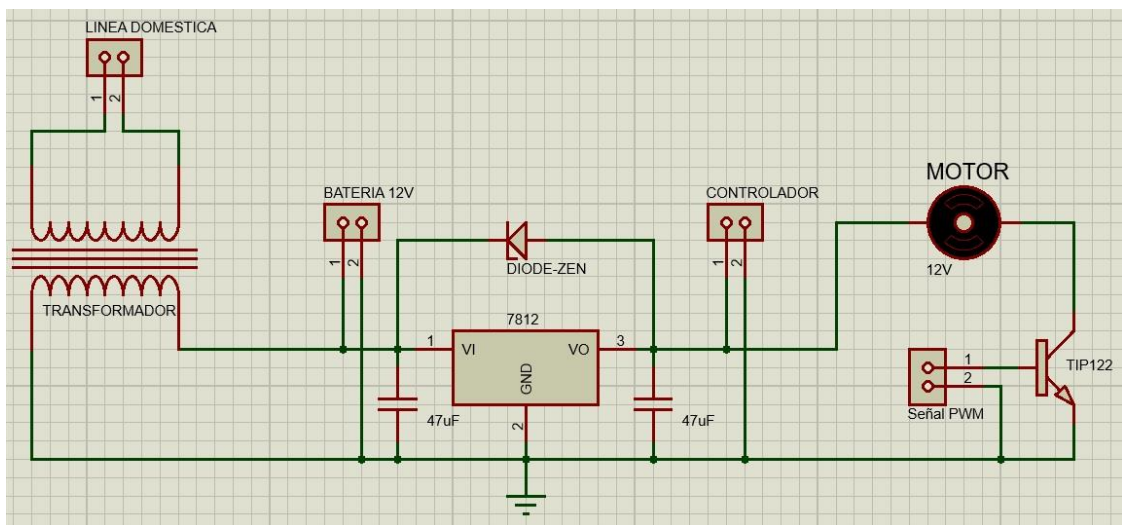 LINEA DOMESTICA
1
2
TRANSFORMADOR
BATERIA 12V
1
2
DIODE-ZEN
7812
1
VI
VO
3
GND
2
47uF
47uF
CONTROLADOR
1
2
MOTOR
12V
TIP122
1
2
Señal PWM